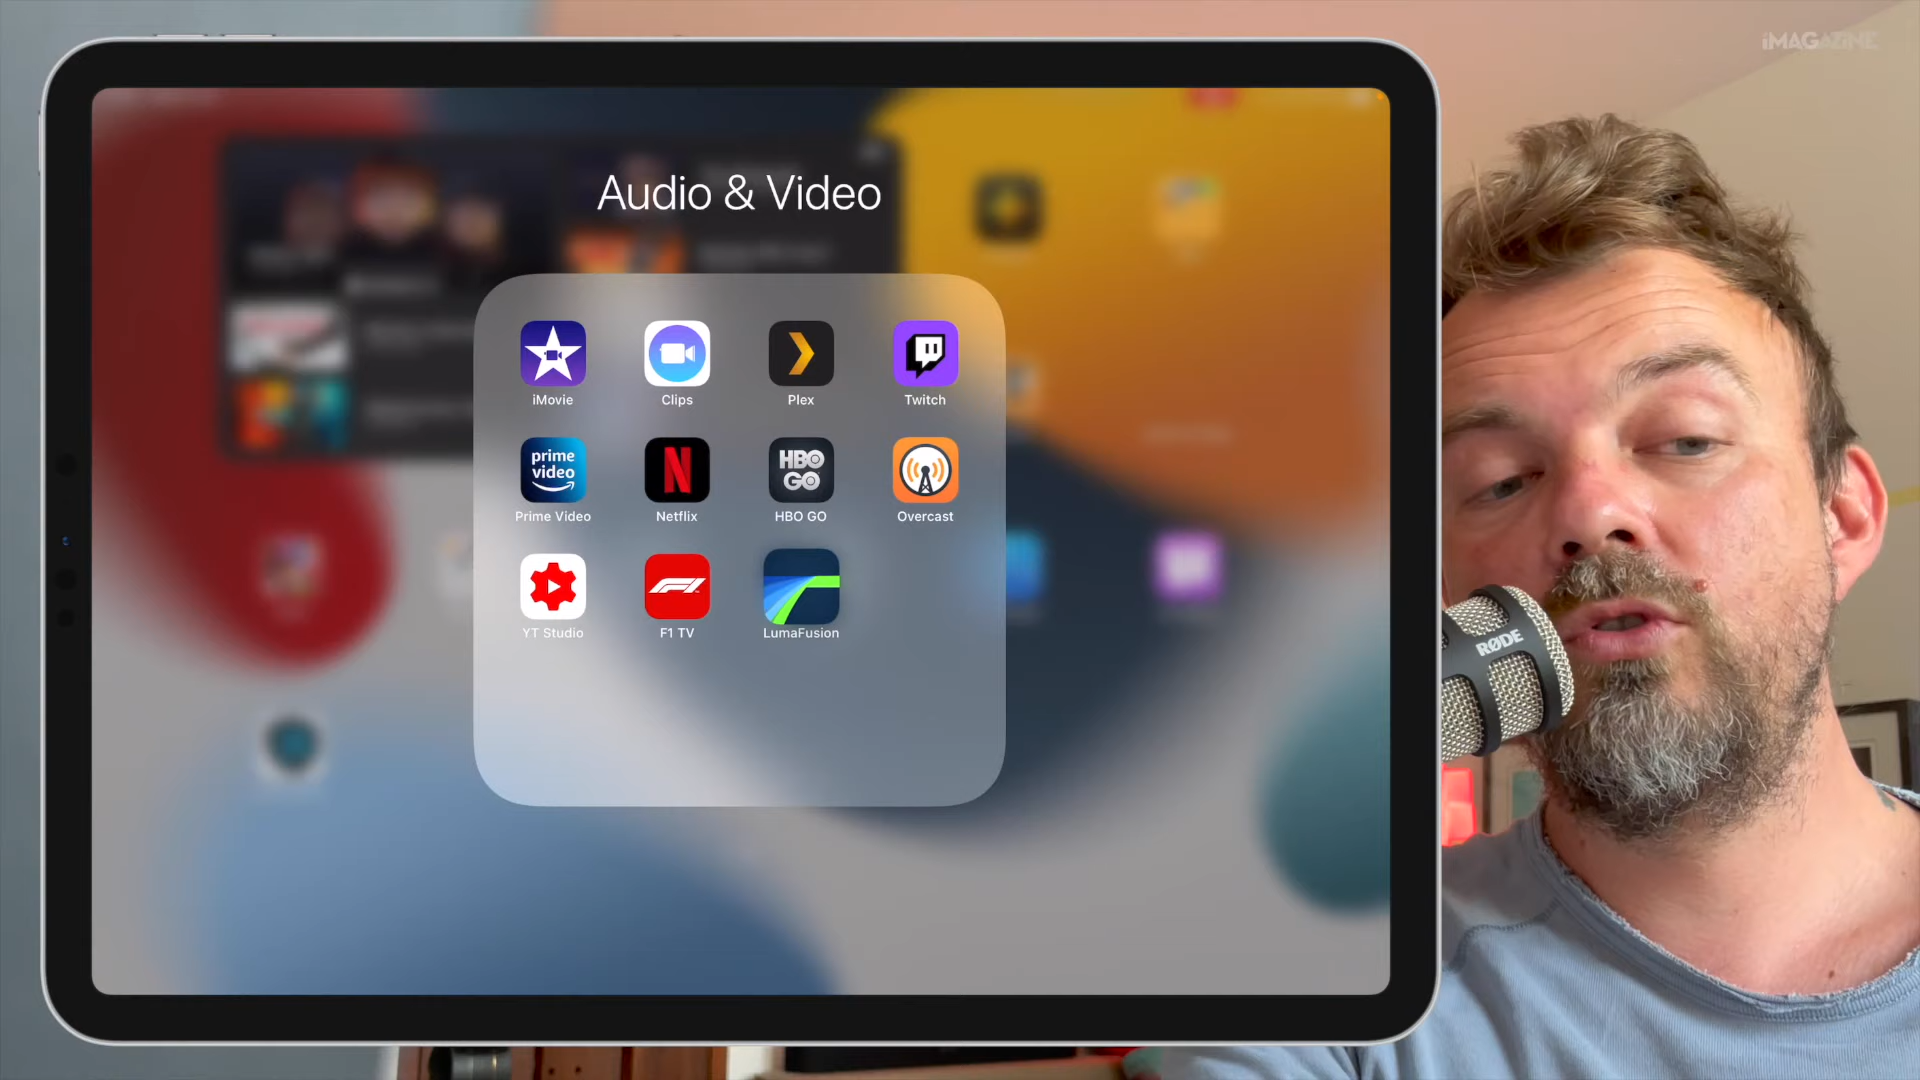 iMAGAZINE
Audio & Video
iMovie
Clips
Plex
Twitch
prime
video
Prime Video
N
Netflix
HBO
GO
HBO GO
Overcast
YT Studio
F1
F1 TV
LumaFusion
RØDE